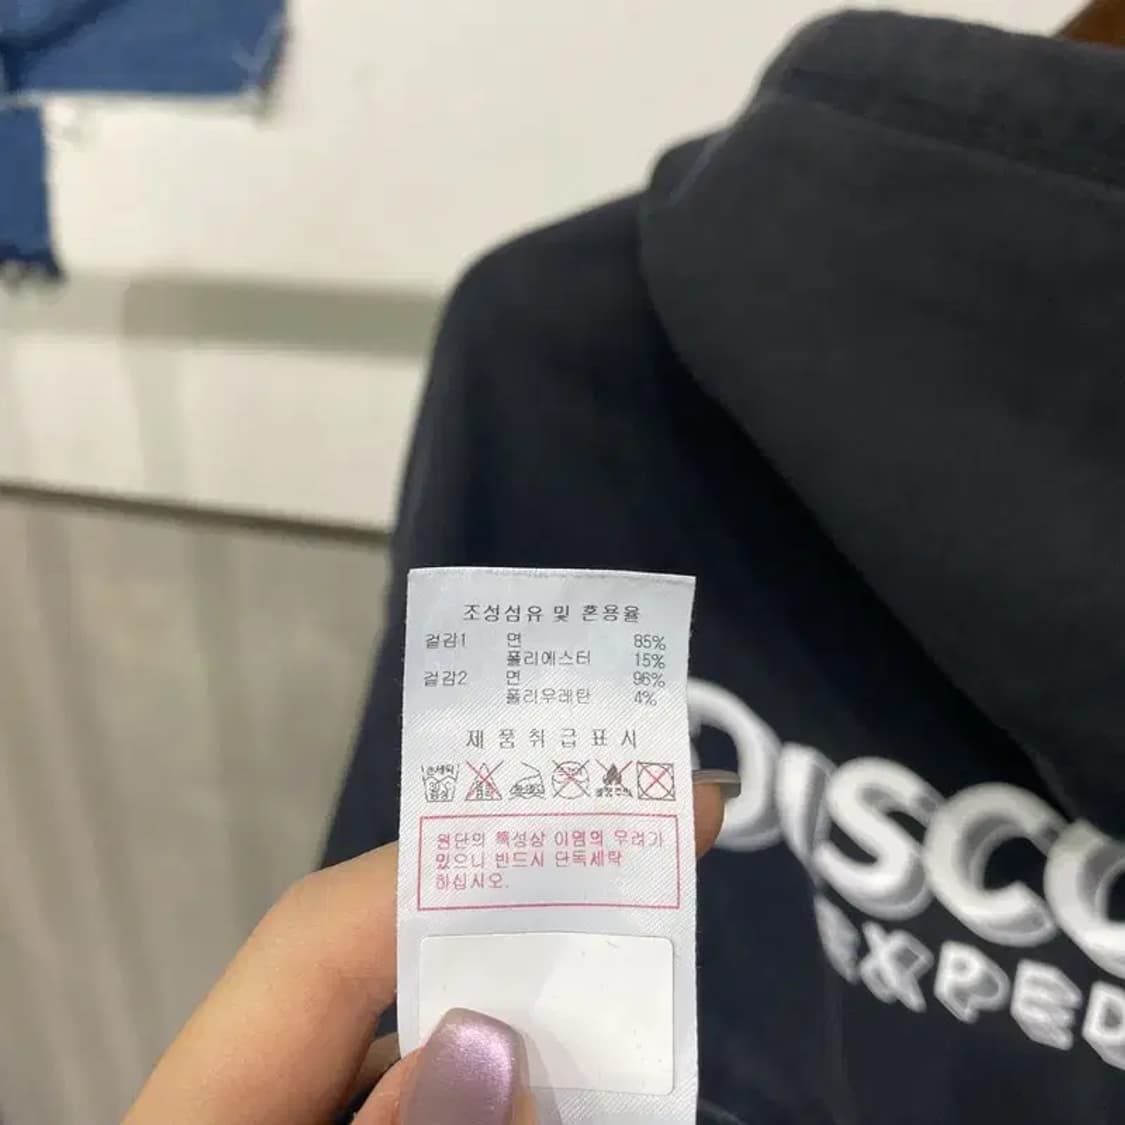 조성섬유 및 혼용율
겉감1 면 85%
폴리에스터 15%
겉감2 면 96%
폴리우레탄 4%
제품취급표시
원단의 특성상 이염의 우려가
있으니 반드시 단독세탁
하십시오.
DISCO
EXPED